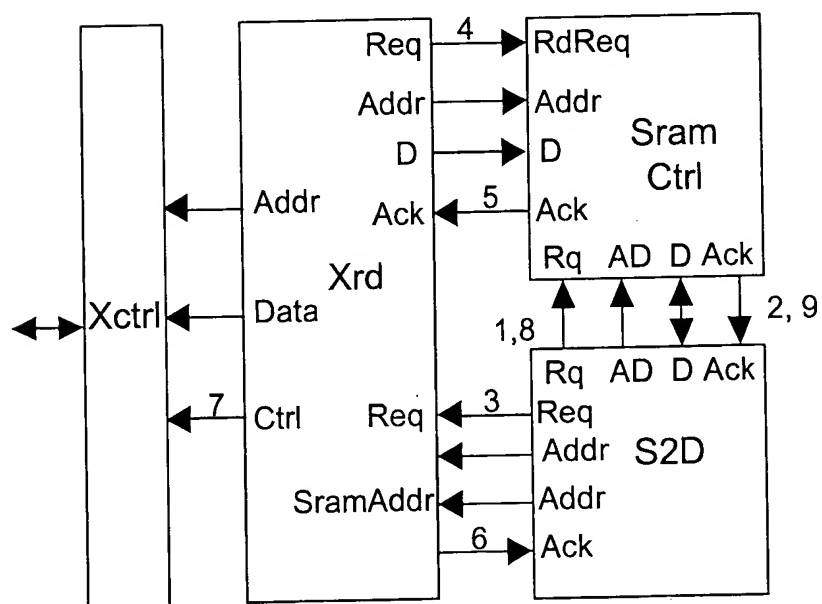 Req 4 RdReq
Addr Addr
D D
Sram
Ctrl
Addr Ack 5 Ack
Rq AD D Ack
Xrd
Xctrl Data 1,8 2, 9
Rq AD D Ack
7 Ctrl Req 3 Req
Addr S2D
SramAddr Addr
6 Ack